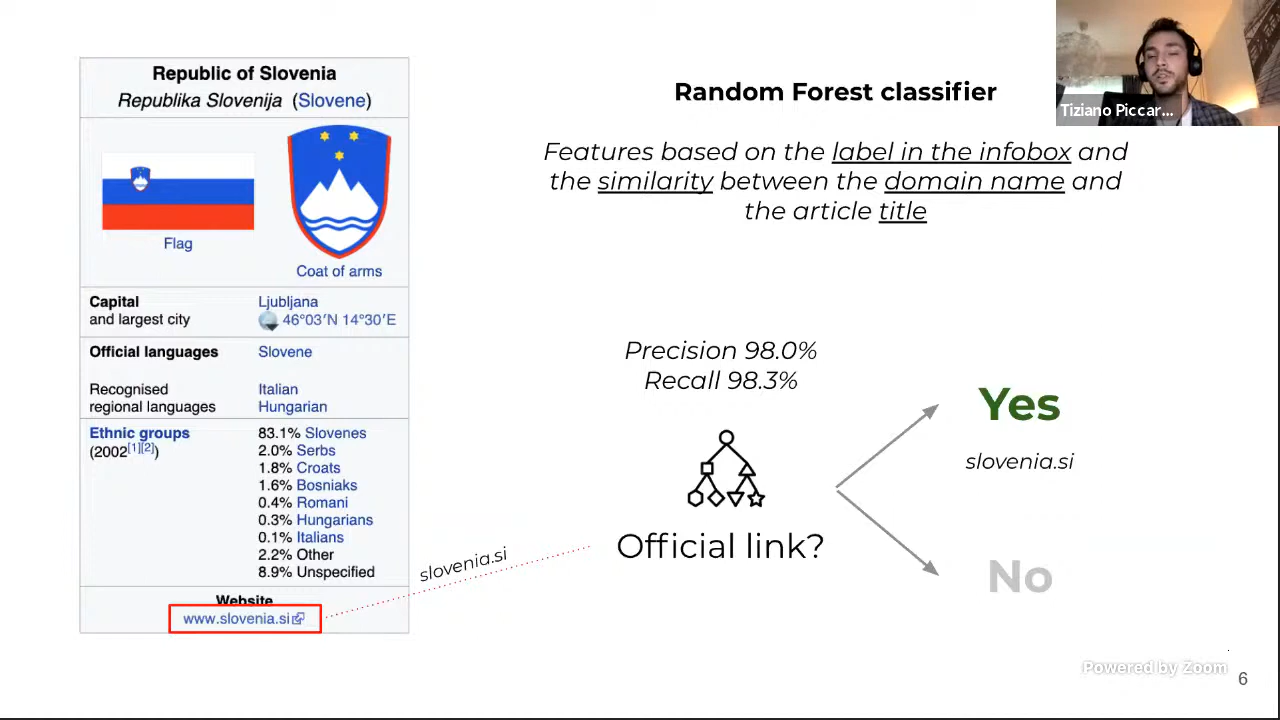 Republic of Slovenia
Republika Slovenija (Slovene)
Flag
Coat of arms
Capital
and largest city
Ljubljana
46°03′N 14°30′E
Official languages
Slovene
Recognised
regional languages
Italian
Hungarian
Ethnic groups
(2002[1][2])
83.1% Slovenes
2.0% Serbs
1.8% Croats
1.6% Bosniaks
0.4% Romani
0.3% Hungarians
0.1% Italians
2.2% Other
8.9% Unspecified
Website
www.slovenia.si
slovenia.si
Random Forest classifier
Features based on the label in the infobox and
the similarity between the domain name and
the article title
Precision 98.0%
Recall 98.3%
Official link?
Yes
slovenia.si
No
Tiziano Piccar...
Powered by Zoom
6